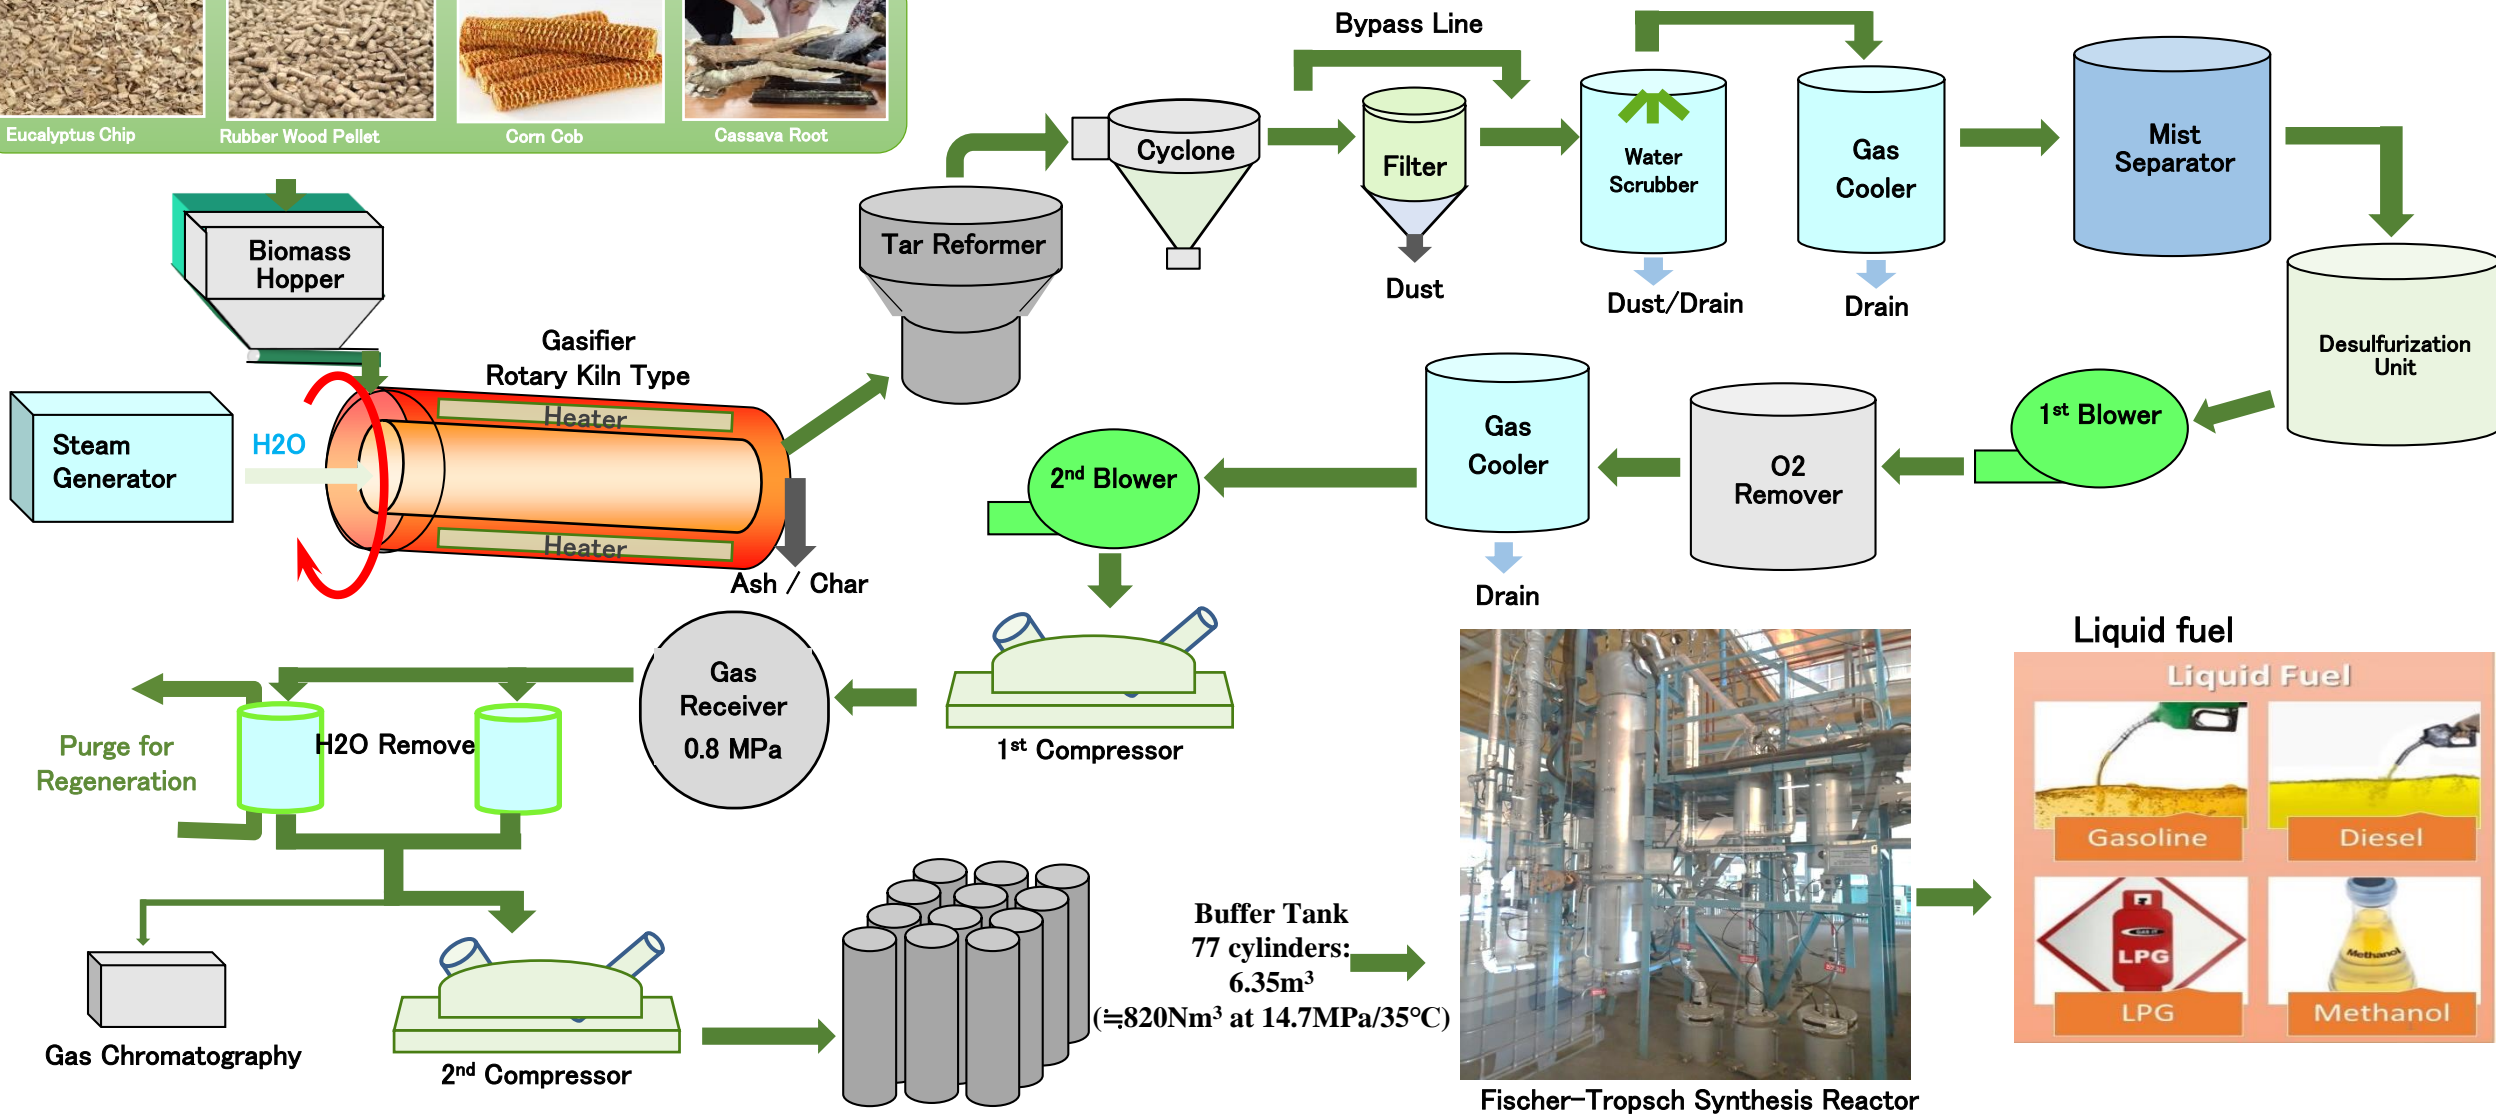 Eucalyptus Chip
Rubber Wood Pellet
Corn Cob
Cassava Root
Bypass Line
Biomass
Hopper
Tar Reformer
Cyclone
Filter
Dust
Water
Scrubber
Dust/Drain
Gas
Cooler
Drain
Mist
Separator
Desulfurization
Unit
1st Blower
O2
Remover
Gas
Cooler
Drain
2nd Blower
Gasifier
Rotary Kiln Type
Heater
Heater
Steam
Generator
H2O
Ash / Char
1st Compressor
Gas
Receiver
0.8 MPa
H2O Remove
Purge for
Regeneration
Gas Chromatography
2nd Compressor
Buffer Tank
77 cylinders:
6.35m³
(≒820Nm³ at 14.7MPa/35℃)
Fischer-Tropsch Synthesis Reactor
Liquid fuel
Liquid Fuel
Gasoline
Diesel
LPG
LPG
Methanol
Methanol